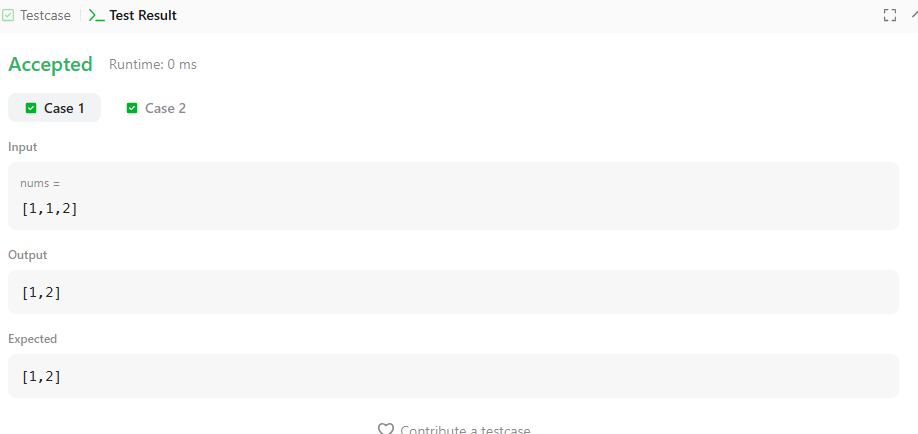 Testcase Test Result
Accepted Runtime: 0 ms
Case 1 Case 2
Input
nums =
[1,1,2]
Output
[1,2]
Expected
[1,2]
Contribute a testcase